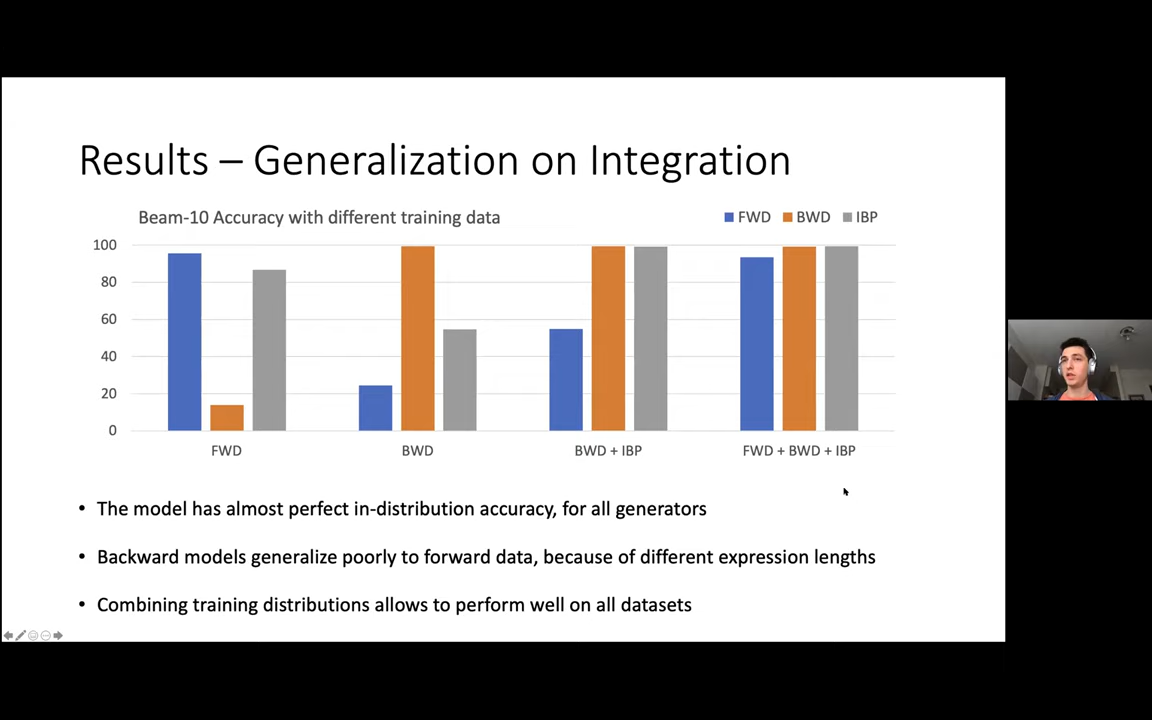 Results – Generalization on Integration
Beam-10 Accuracy with different training data
FWD BWD IBP
100
80
60
40
20
0
FWD BWD BWD + IBP FWD + BWD + IBP
• The model has almost perfect in-distribution accuracy, for all generators
• Backward models generalize poorly to forward data, because of different expression lengths
• Combining training distributions allows to perform well on all datasets